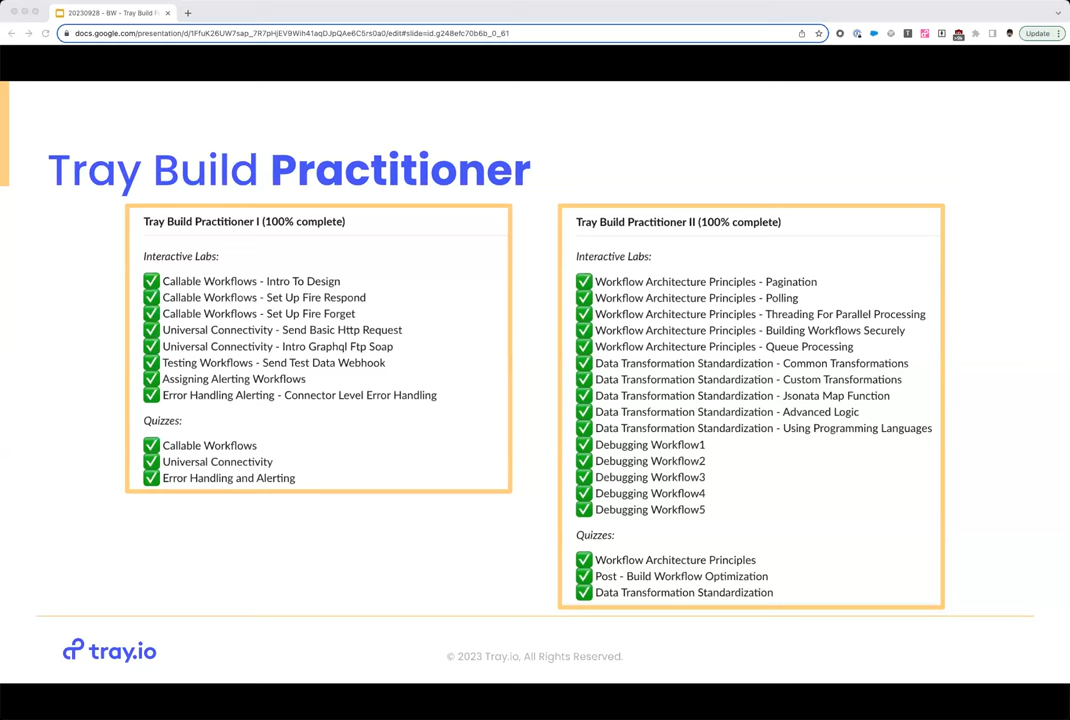 20230928 - BW - Tray Build P
docs.google.com/presentation/d/1FfuK26UW7sap_7R7pHjEV9Wih41aqDJpQAe6C5rs0a0/edit#slide=id.g248efc70b6b_0_61
Update
Tray Build Practitioner
Tray Build Practitioner I (100% complete)
Interactive Labs:
Callable Workflows - Intro To Design
Callable Workflows - Set Up Fire Respond
Callable Workflows - Set Up Fire Forget
Universal Connectivity - Send Basic Http Request
Universal Connectivity - Intro Graphql Ftp Soap
Testing Workflows - Send Test Data Webhook
Assigning Alerting Workflows
Error Handling Alerting - Connector Level Error Handling
Quizzes:
Callable Workflows
Universal Connectivity
Error Handling and Alerting
Tray Build Practitioner II (100% complete)
Interactive Labs:
Workflow Architecture Principles - Pagination
Workflow Architecture Principles - Polling
Workflow Architecture Principles - Threading For Parallel Processing
Workflow Architecture Principles - Building Workflows Securely
Workflow Architecture Principles - Queue Processing
Data Transformation Standardization - Common Transformations
Data Transformation Standardization - Custom Transformations
Data Transformation Standardization - Jsonata Map Function
Data Transformation Standardization - Advanced Logic
Data Transformation Standardization - Using Programming Languages
Debugging Workflow1
Debugging Workflow2
Debugging Workflow3
Debugging Workflow4
Debugging Workflow5
Quizzes:
Workflow Architecture Principles
Post - Build Workflow Optimization
Data Transformation Standardization
tray.io
© 2023 Tray.io, All Rights Reserved.